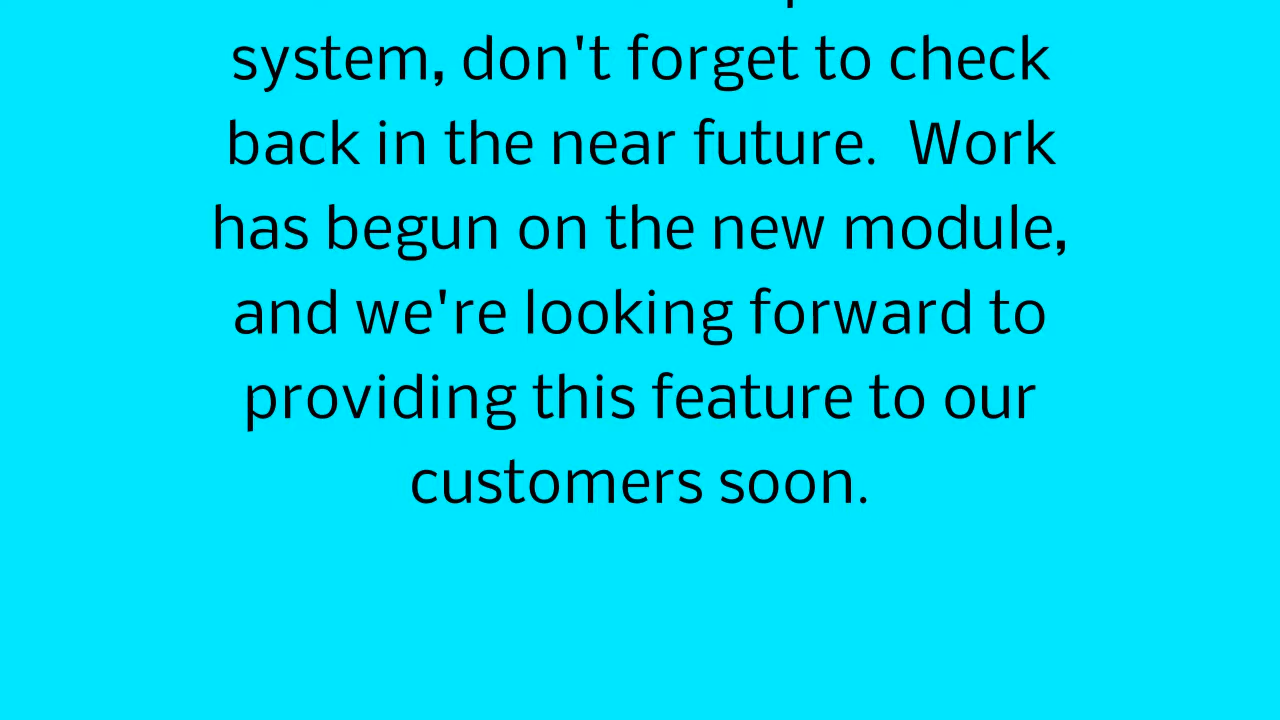 system, don't forget to check
back in the near future.  Work
has begun on the new module,
and we're looking forward to
providing this feature to our
customers soon.